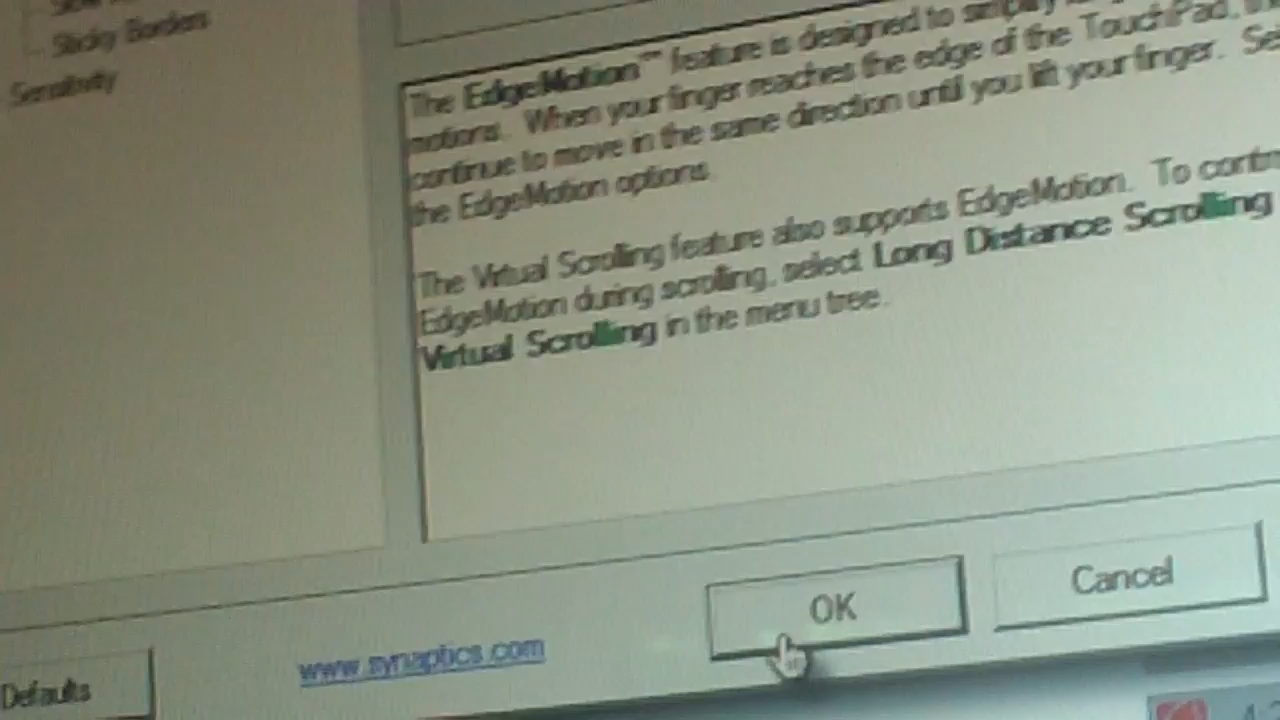 Sticky Borders
Sensitivity
The EdgeMotion™ feature is designed to simplify
motions. When your finger reaches the edge of the TouchPad,
continue to move in the same direction until you lift your finger.
the EdgeMotion options.
The Virtual Scrolling feature also supports EdgeMotion. To
EdgeMotion during scrolling, select Long Distance Scrolling
Virtual Scrolling in the menu tree.
OK
Cancel
www.synaptics.com
Defaults